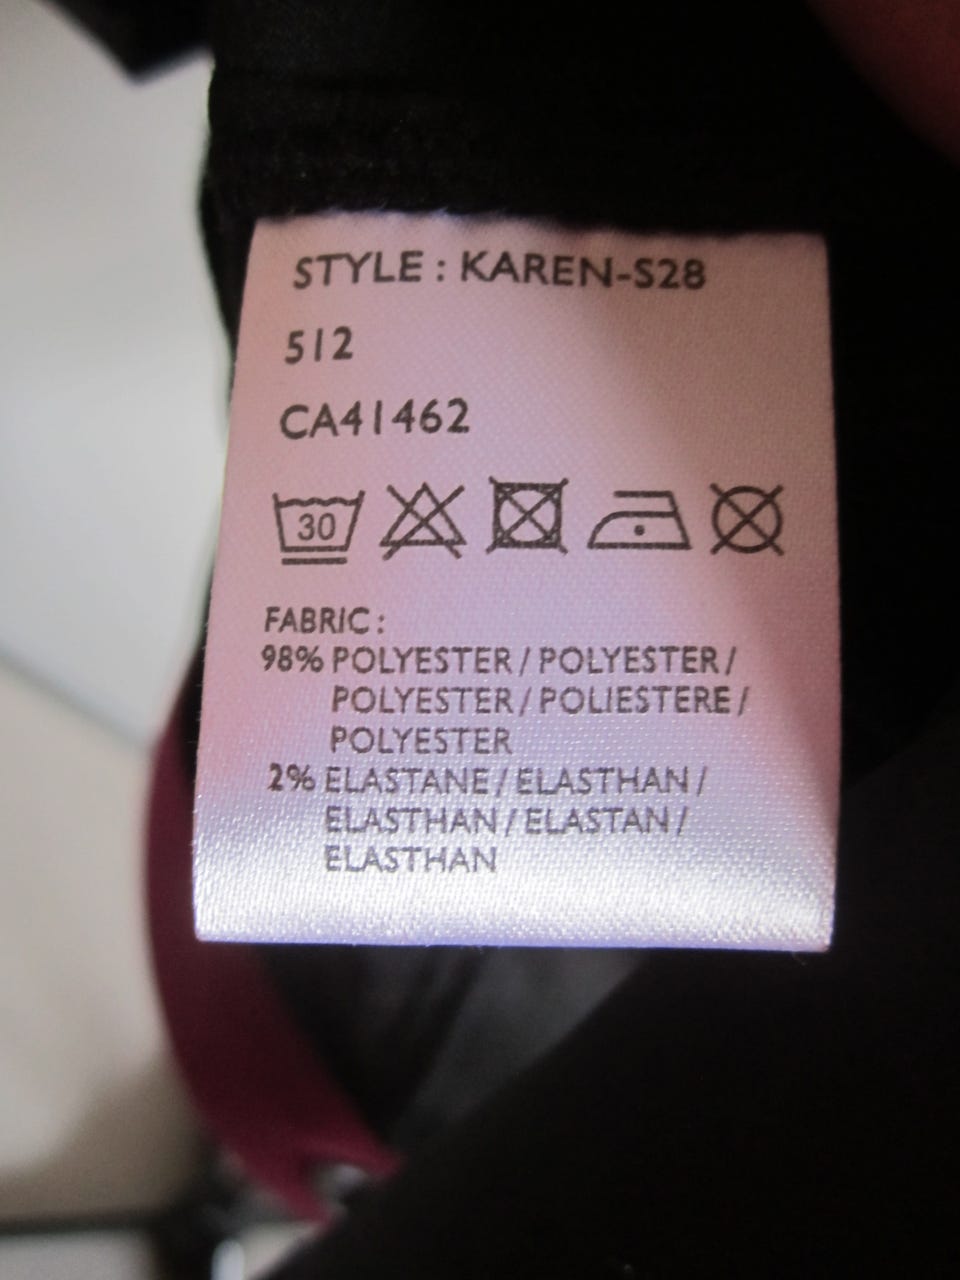 STYLE : KAREN-S28
512
CA41462
30
FABRIC :
98% POLYESTER / POLYESTER /
POLYESTER / POLIESTERE /
POLYESTER
2% ELASTANE / ELASTHAN /
ELASTHAN / ELASTAN /
ELASTHAN